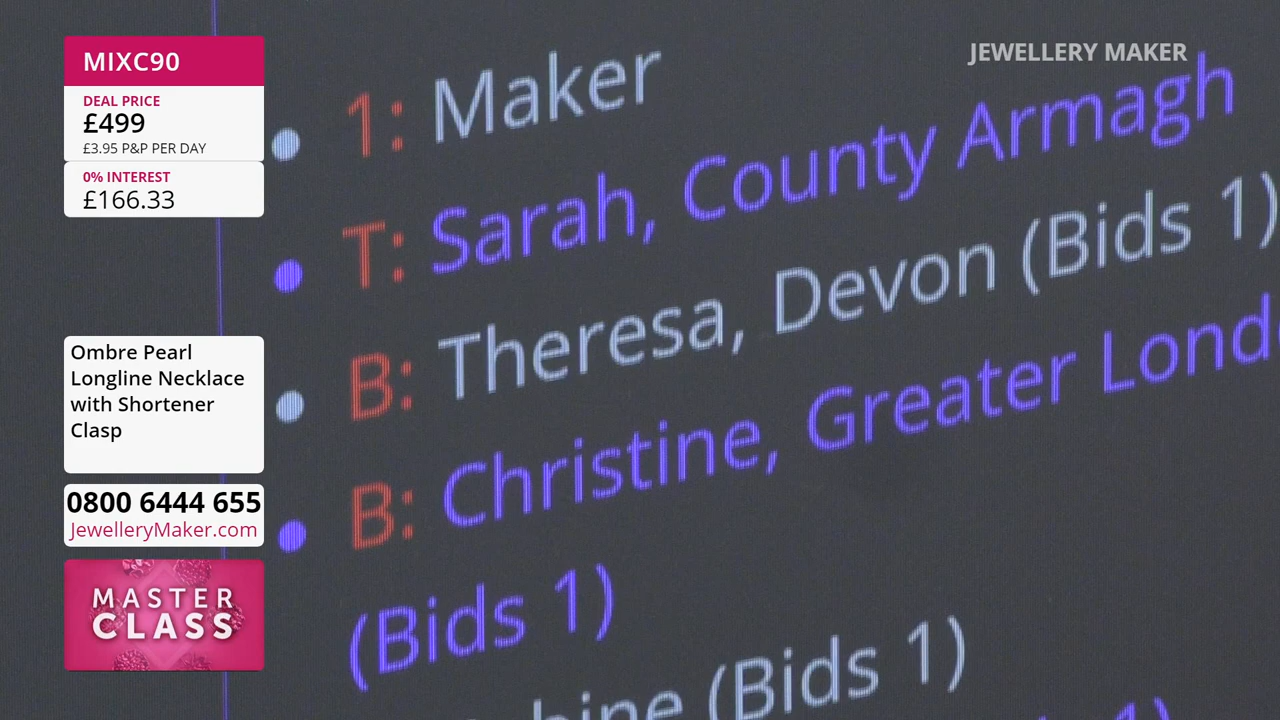 MIXC90
DEAL PRICE
£499
£3.95 P&P PER DAY
0% INTEREST
£166.33
Ombre Pearl
Longline Necklace
with Shortener
Clasp
0800 6444 655
JewelleryMaker.com
MASTER
CLASS
JEWELLERY MAKER
1: Maker
T: Sarah, County Armagh
B: Theresa, Devon (Bids 1)
B: Christine, Greater
(Bids 1)
(Bids 1)